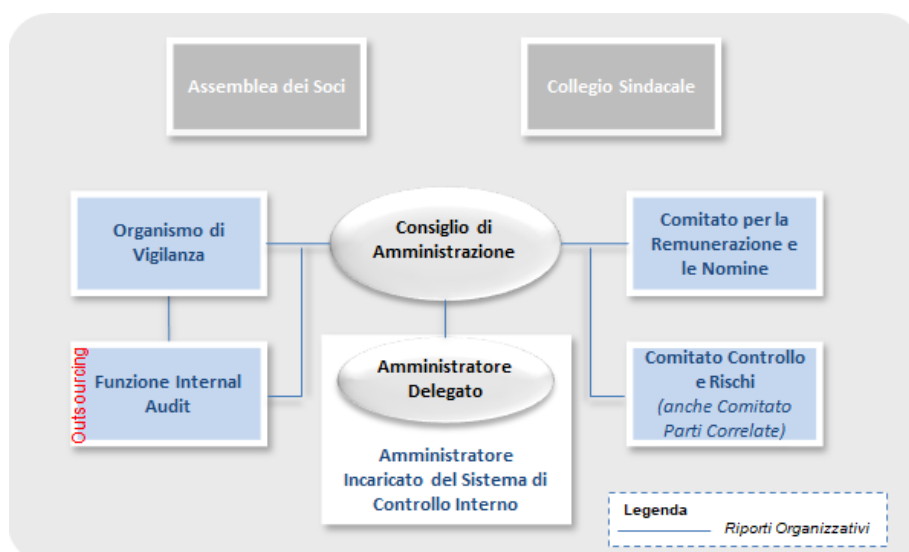 Assemblea dei Soci
Collegio Sindacale
Organismo di
Vigilanza
Consiglio di
Amministrazione
Comitato per la
Remunerazione e
le Nomine
Outsourcing
Funzione Internal
Audit
Amministratore
Delegato
Amministratore
Incaricato del Sistema di
Controllo Interno
Comitato Controllo
e Rischi
(anche Comitato
Parti Correlate)
Legenda
Riporti Organizzativi